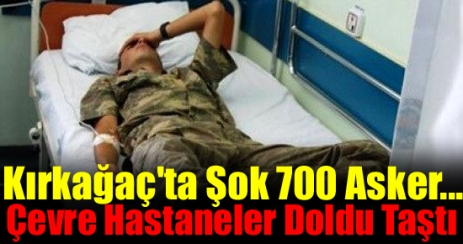 Kırkağaç'ta Şok 700 Asker...
Çevre Hastaneler Doldu Taştı